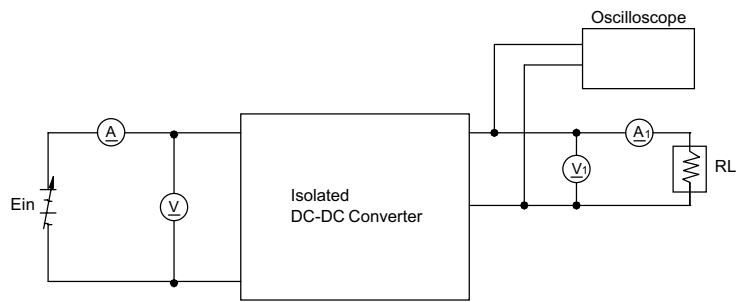 Oscilloscope
A
A1
Ein
V
Isolated
DC-DC Converter
V1
RL